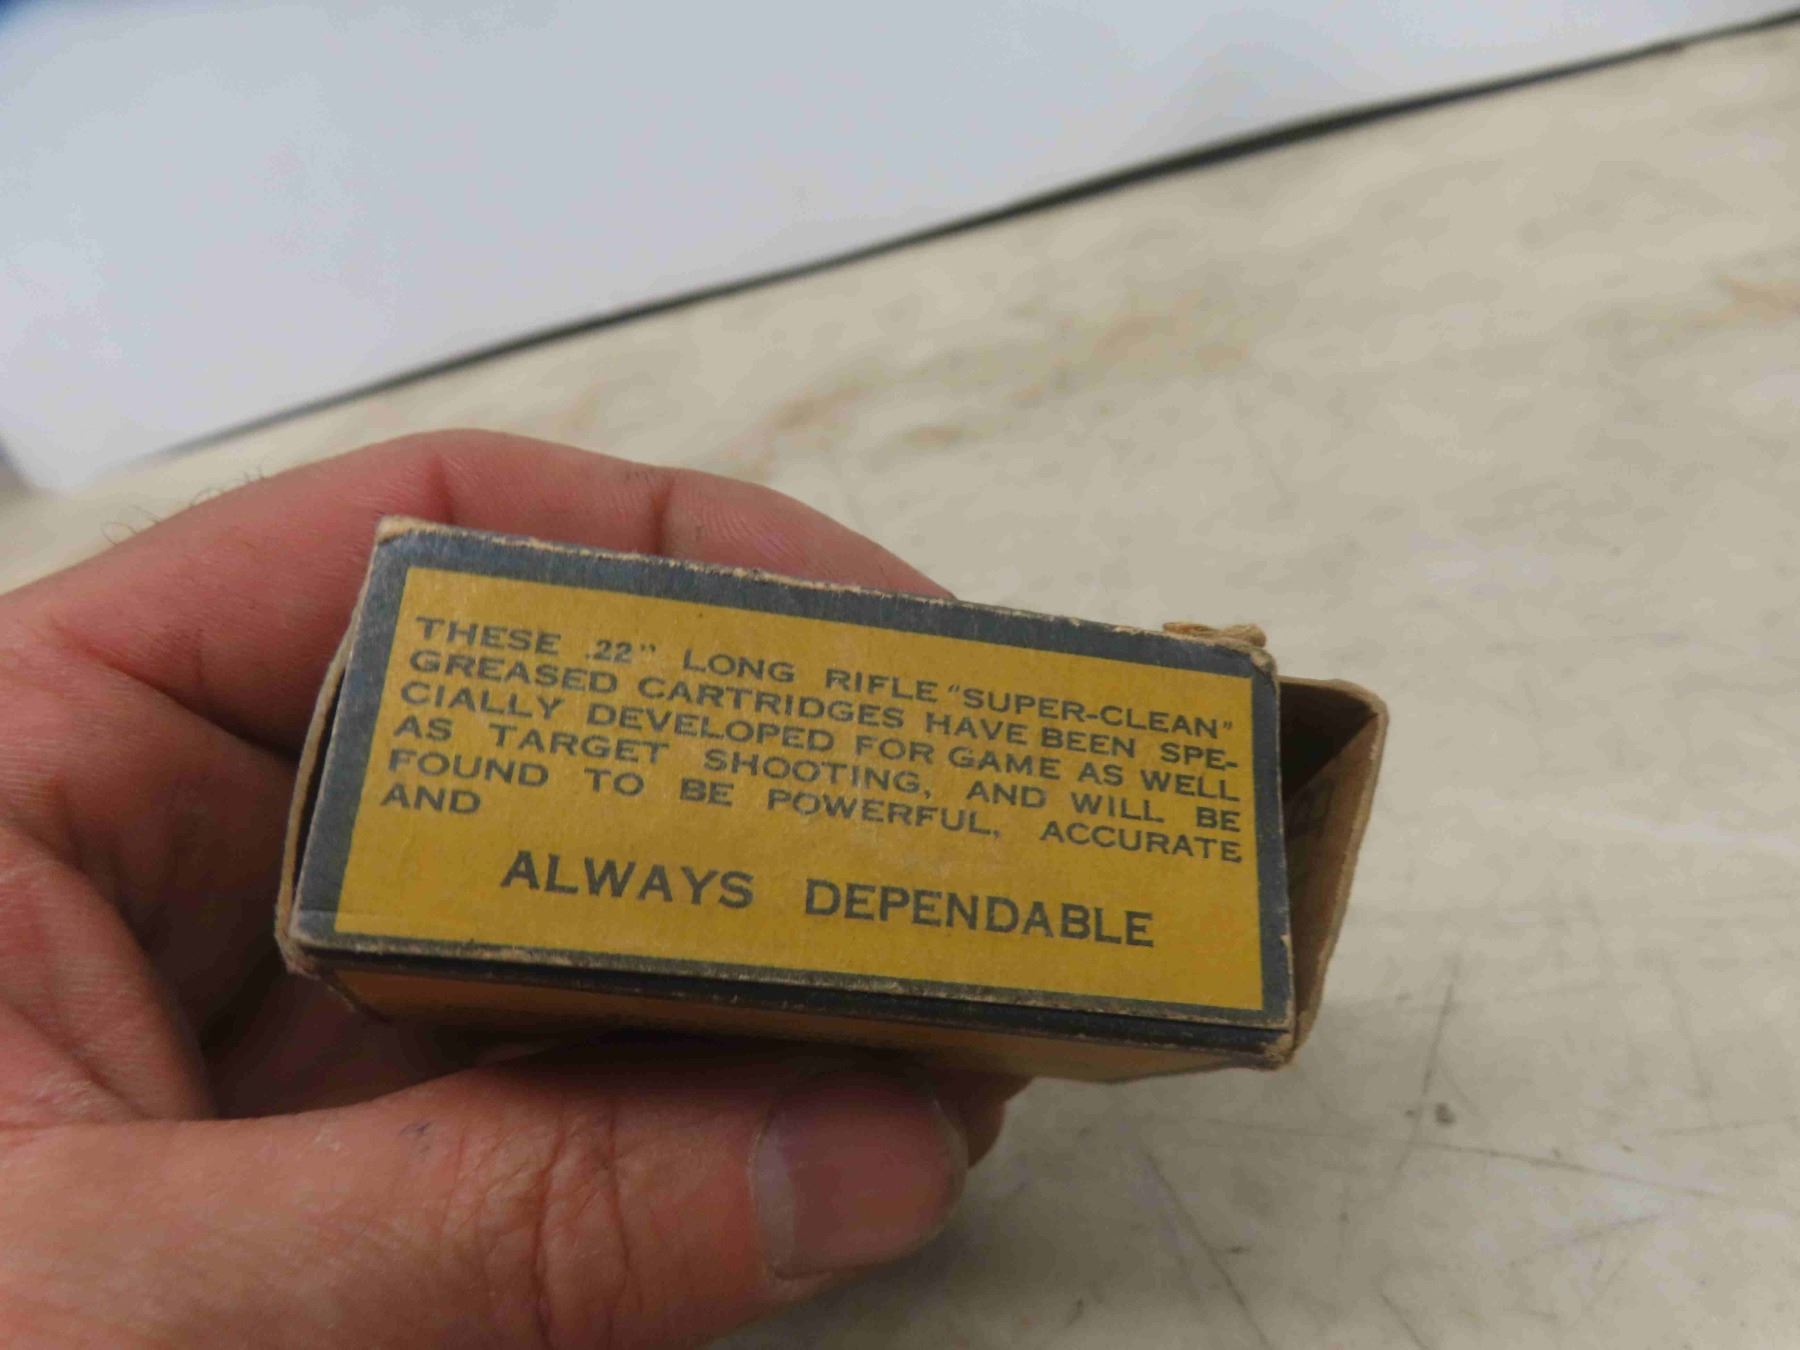 THESE .22" LONG RIFLE "SUPER-CLEAN"
GREASED CARTRIDGES HAVE BEEN SPE-
CIALLY DEVELOPED FOR GAME AS WELL
AS TARGET SHOOTING, AND WILL BE
FOUND TO BE POWERFUL, ACCURATE
AND
ALWAYS DEPENDABLE